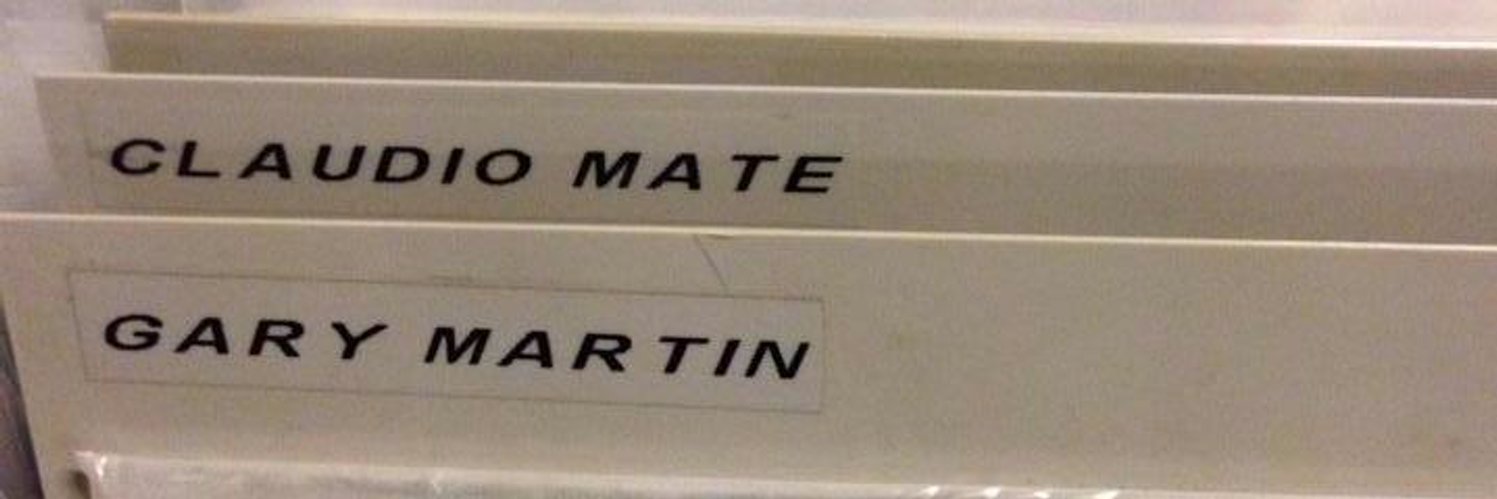 CLAUDIO MATE
GARY MARTIN